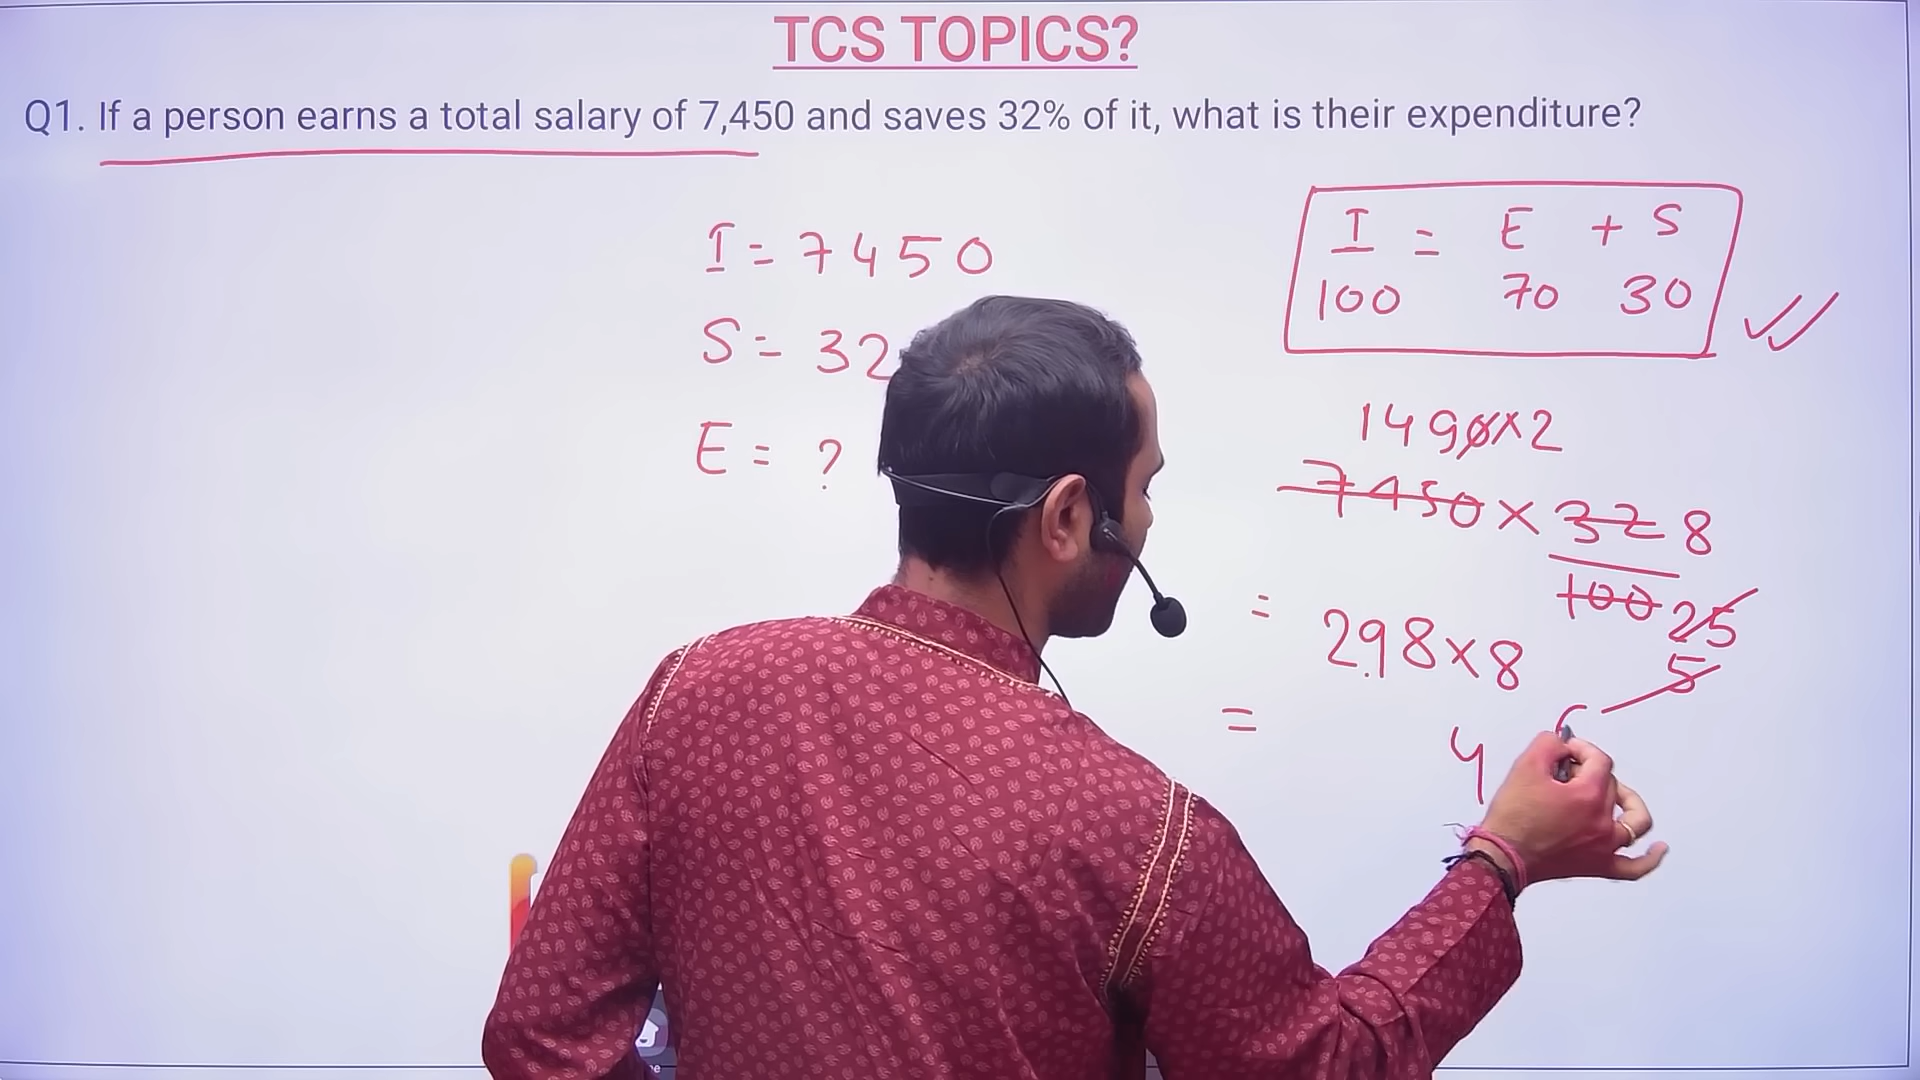 TCS TOPICS?
Q1. If a person earns a total salary of 7,450 and saves 32% of it, what is their expenditure?
I = 7450
S = 32
E = ?
I = E + S
100 70 30
1490×2
7450 × 32 8
100 25
5
= 298×8
= 4